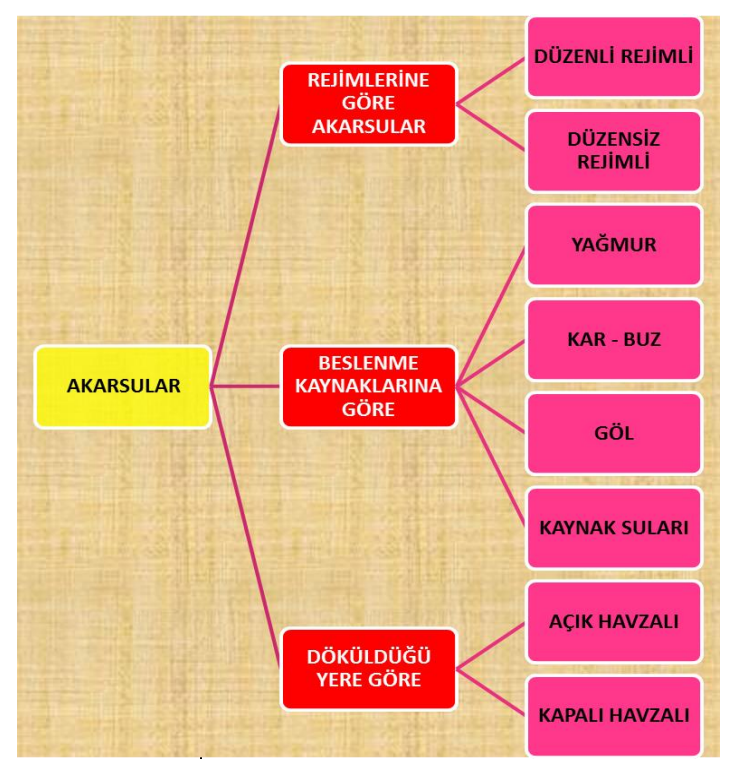 AKARSULAR
REJİMLERİNE
GÖRE
AKARSULAR
DÜZENLİ REJİMLİ
DÜZENSİZ
REJİMLİ
BESLENME
KAYNAKLARINA
GÖRE
YAĞMUR
KAR - BUZ
GÖL
KAYNAK SULARI
DÖKÜLDÜĞÜ
YERE GÖRE
AÇIK HAVZALI
KAPALI HAVZALI